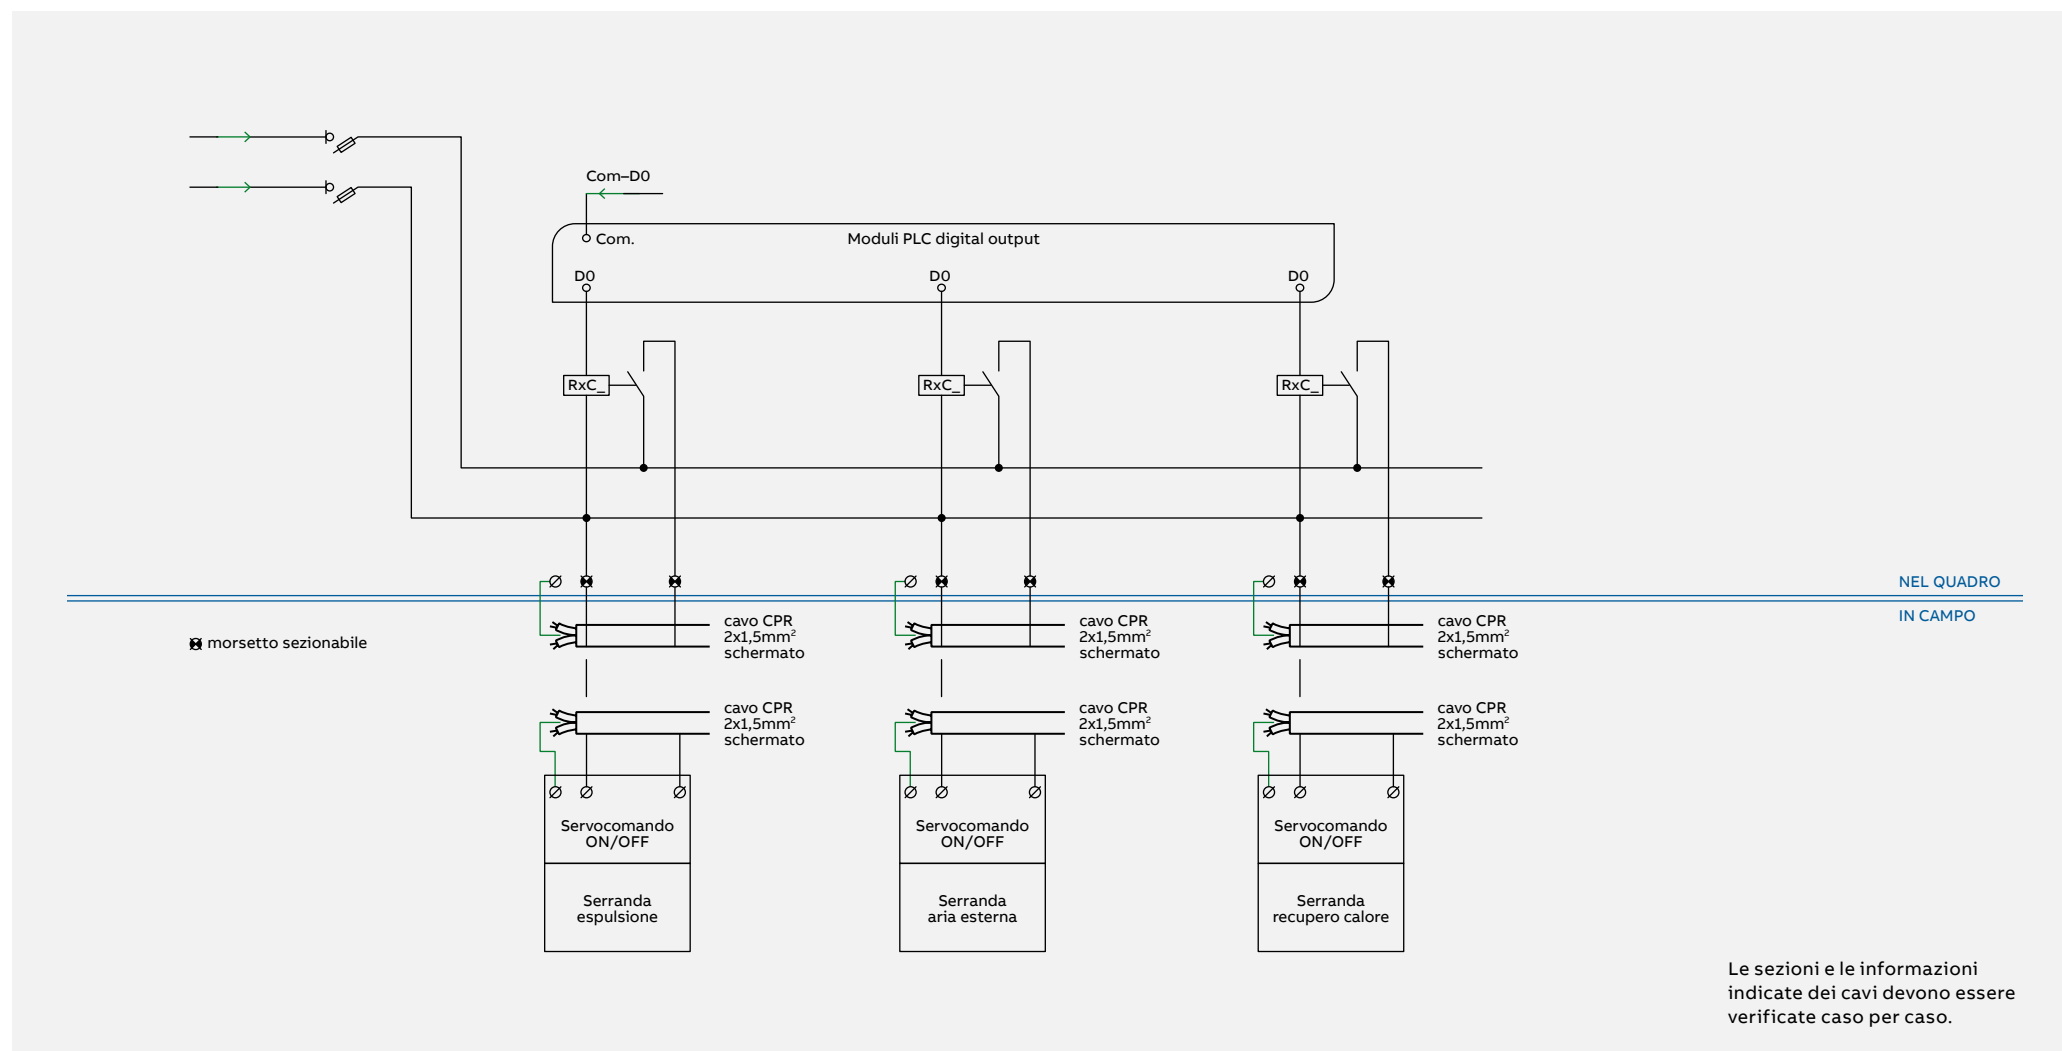 Com–D0
Com.
Moduli PLC digital output
D0
D0
D0
RxC_
RxC_
RxC_
NEL QUADRO
IN CAMPO
morsetto sezionabile
cavo CPR
2x1,5mm²
schermato
cavo CPR
2x1,5mm²
schermato
cavo CPR
2x1,5mm²
schermato
cavo CPR
2x1,5mm²
schermato
cavo CPR
2x1,5mm²
schermato
cavo CPR
2x1,5mm²
schermato
Servocomando
ON/OFF
Servocomando
ON/OFF
Servocomando
ON/OFF
Serranda
espulsione
Serranda
aria esterna
Serranda
recupero calore
Le sezioni e le informazioni
indicate dei cavi devono essere
verificate caso per caso.